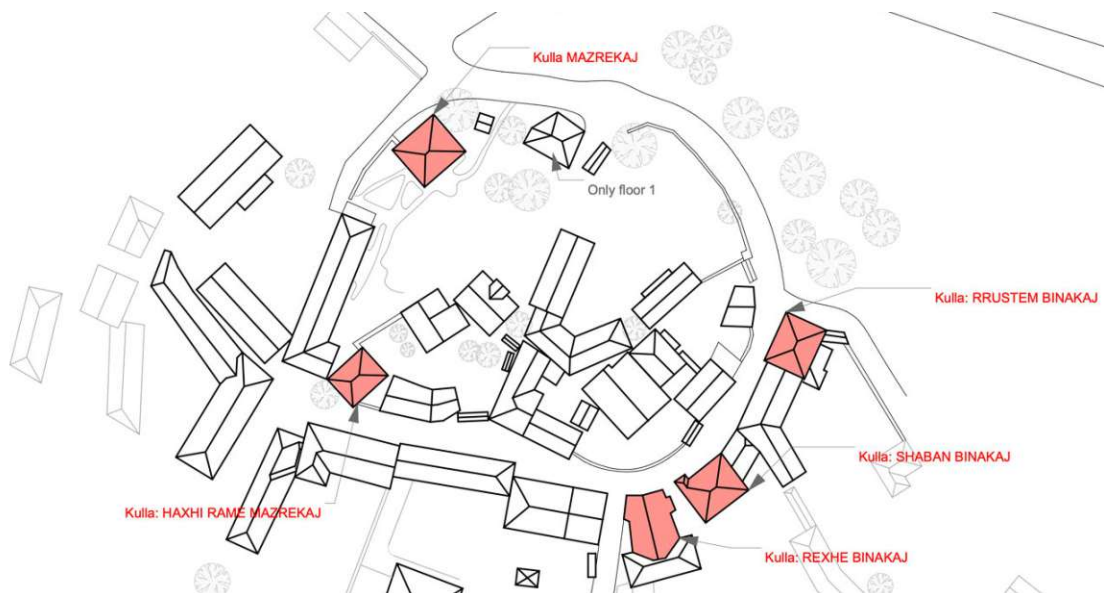 Kulla MAZREKAJ
Only floor 1
Kulla: RRUSTEM BINAKAJ
Kulla: SHABAN BINAKAJ
Kulla: HAXHI RAME MAZREKAJ
Kulla: REXHE BINAKAJ